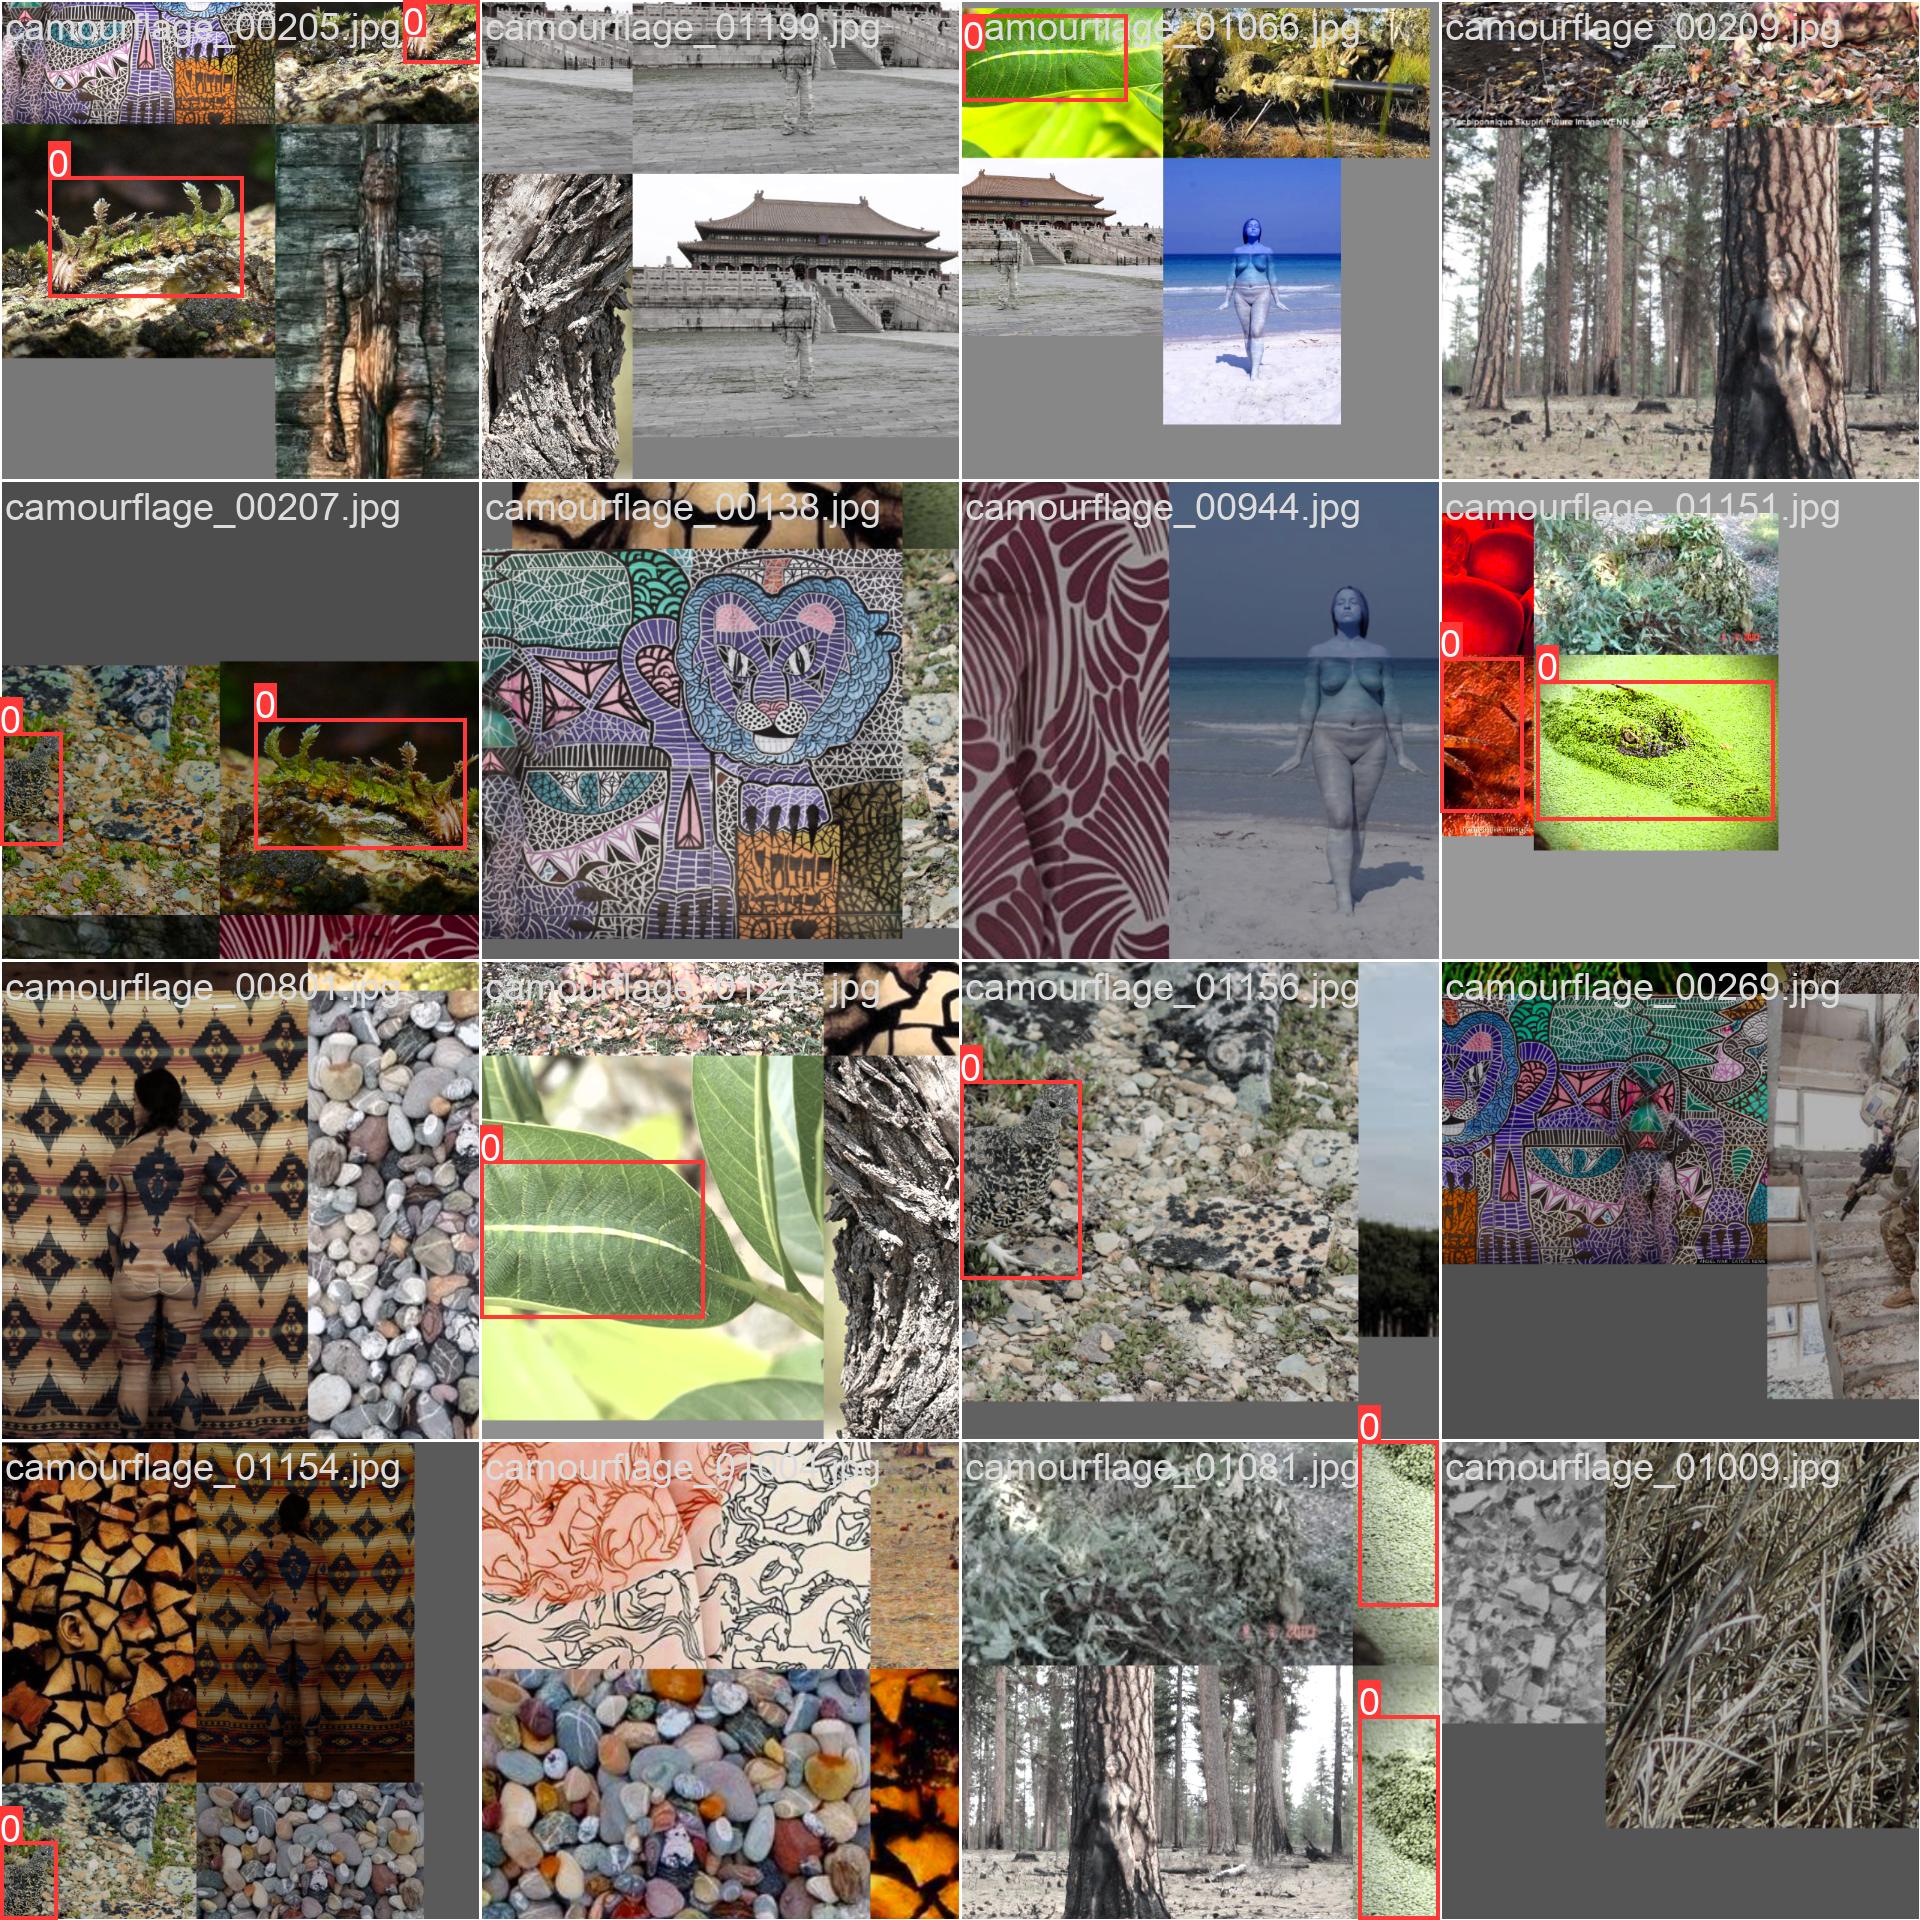 camourflage_00205.jpg
0
camourflage_01199.jpg
0
camourflage_01066.jpg
camourflage_00209.jpg
0
camourflage_00207.jpg
0
0
camourflage_00138.jpg
camourflage_00944.jpg
camourflage_01151.jpg
0
0
camourflage_00801.jpg
camourflage_01245.jpg
0
camourflage_01156.jpg
0
camourflage_00269.jpg
camourflage_01154.jpg
0
camourflage_01004.jpg
camourflage_01081.jpg
0
0
camourflage_01009.jpg